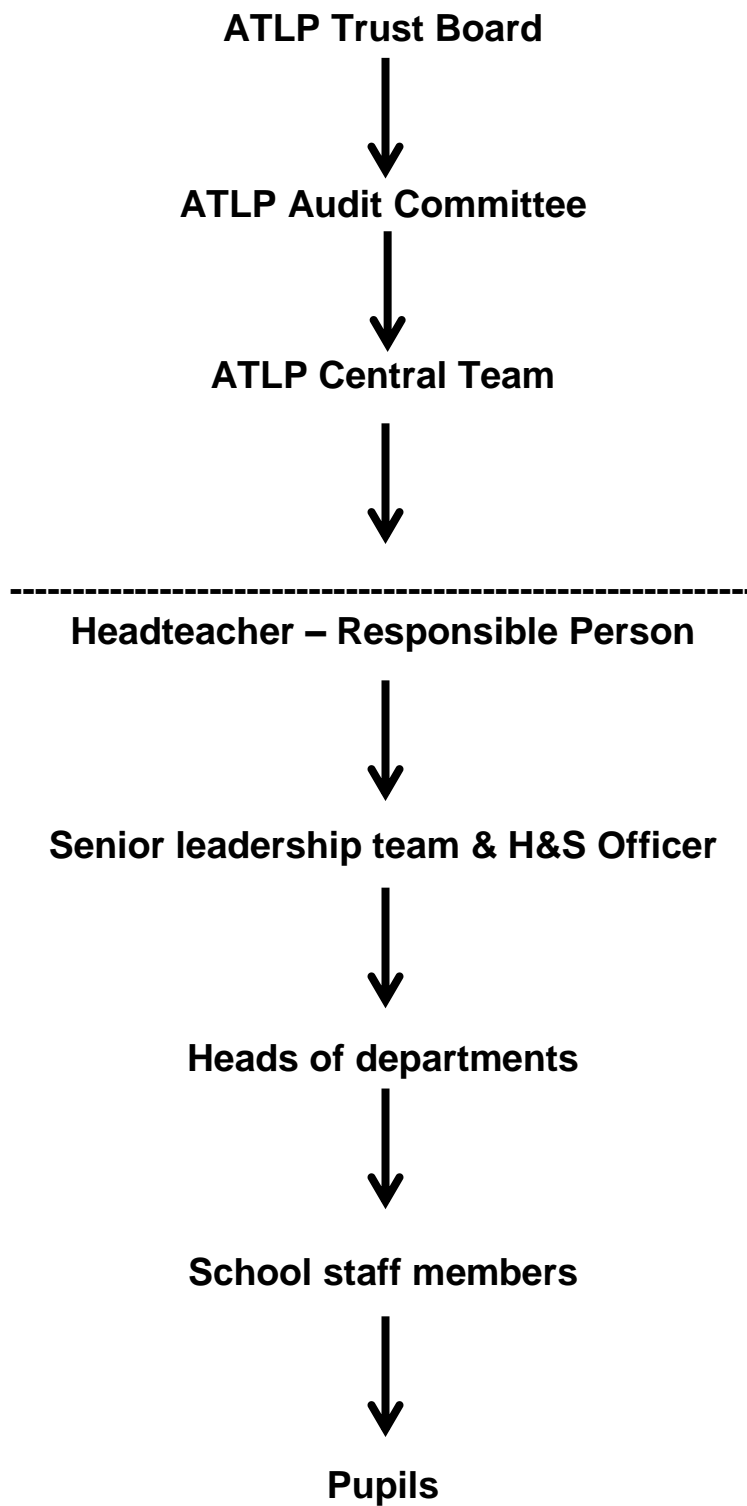 ATLP Trust Board
ATLP Audit Committee
ATLP Central Team
Headteacher – Responsible Person
Senior leadership team & H&S Officer
Heads of departments
School staff members
Pupils